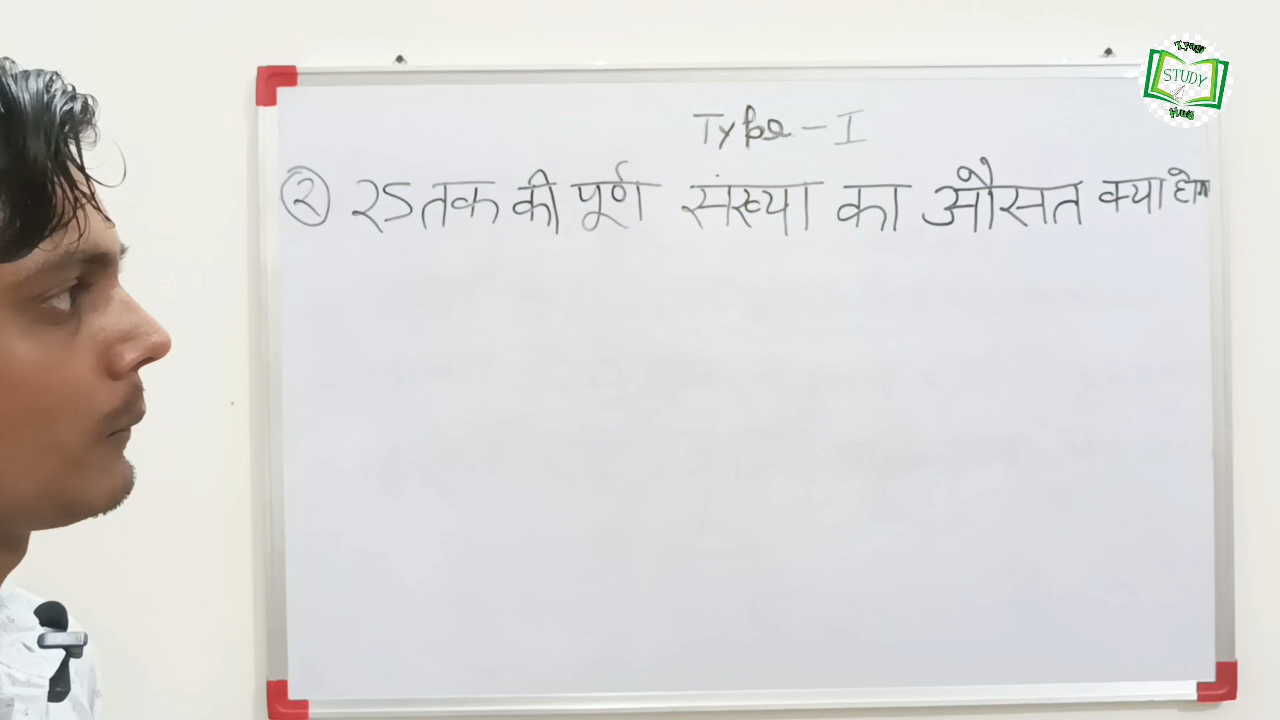 STUDY
Type-I
② 25 तक की पूर्ण संख्या का औसत क्या होगा